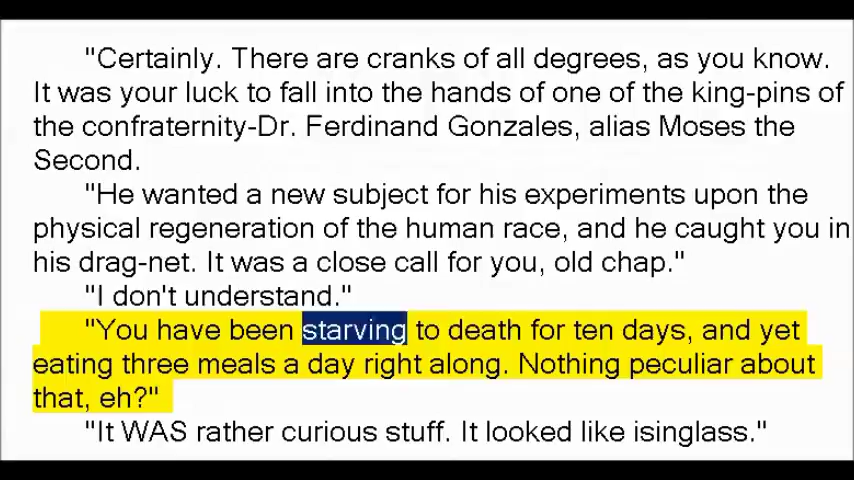 "Certainly. There are cranks of all degrees, as you know.
It was your luck to fall into the hands of one of the king-pins of
the confraternity-Dr. Ferdinand Gonzales, alias Moses the
Second.
"He wanted a new subject for his experiments upon the
physical regeneration of the human race, and he caught you in
his drag-net. It was a close call for you, old chap."
"I don't understand."
"You have been starving to death for ten days, and yet
eating three meals a day right along. Nothing peculiar about
that, eh?"
"It WAS rather curious stuff. It looked like isinglass."